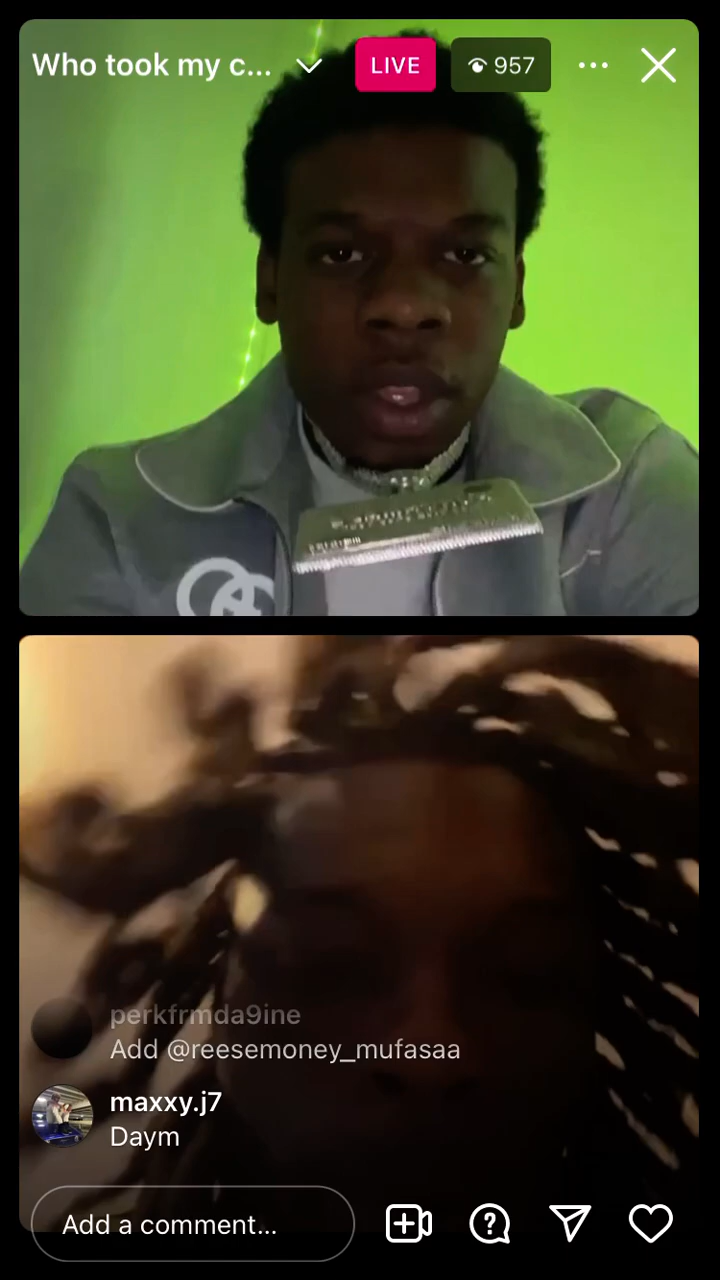 Who took my c...
LIVE
957
perkfrmda9ine
Add @reesemoney_mufasaa
maxxy.j7
Daym
Add a comment...